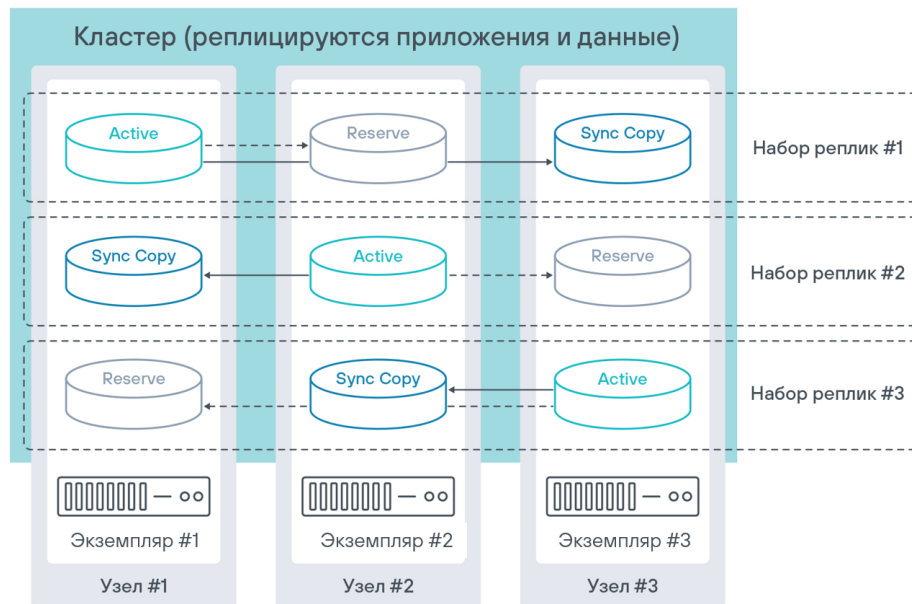 Кластер (реплицируются приложения и данные)
Active
Reserve
Sync Copy
Набор реплик #1
Sync Copy
Active
Reserve
Набор реплик #2
Reserve
Sync Copy
Active
Набор реплик #3
Экземпляр #1
Экземпляр #2
Экземпляр #3
Узел #1
Узел #2
Узел #3